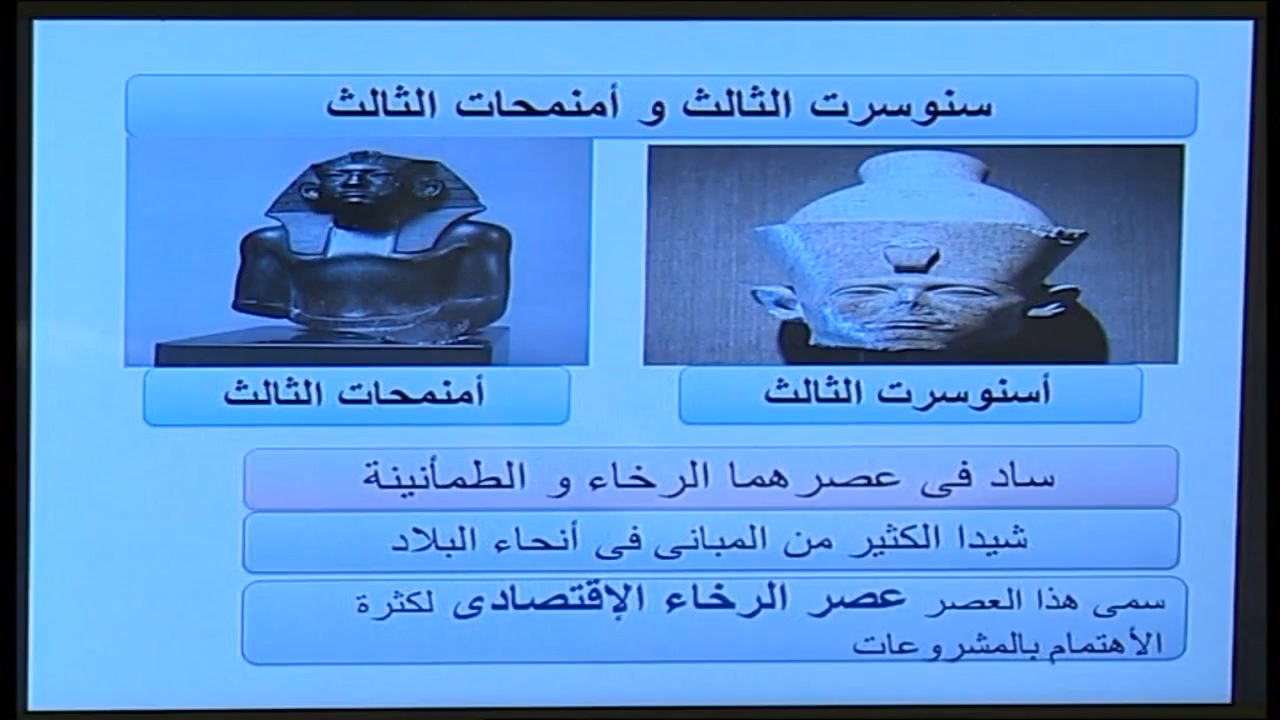 سنوسرت الثالث و أمنمحات الثالث
أسنوسرت الثالث
أمنمحات الثالث
ساد فى عصرهما الرخاء و الطمأنينة
شيدا الكثير من المبانى فى أنحاء البلاد
سمى هذا العصر عصر الرخاء الإقتصادى لكثرة
الأهتمام بالمشروعات